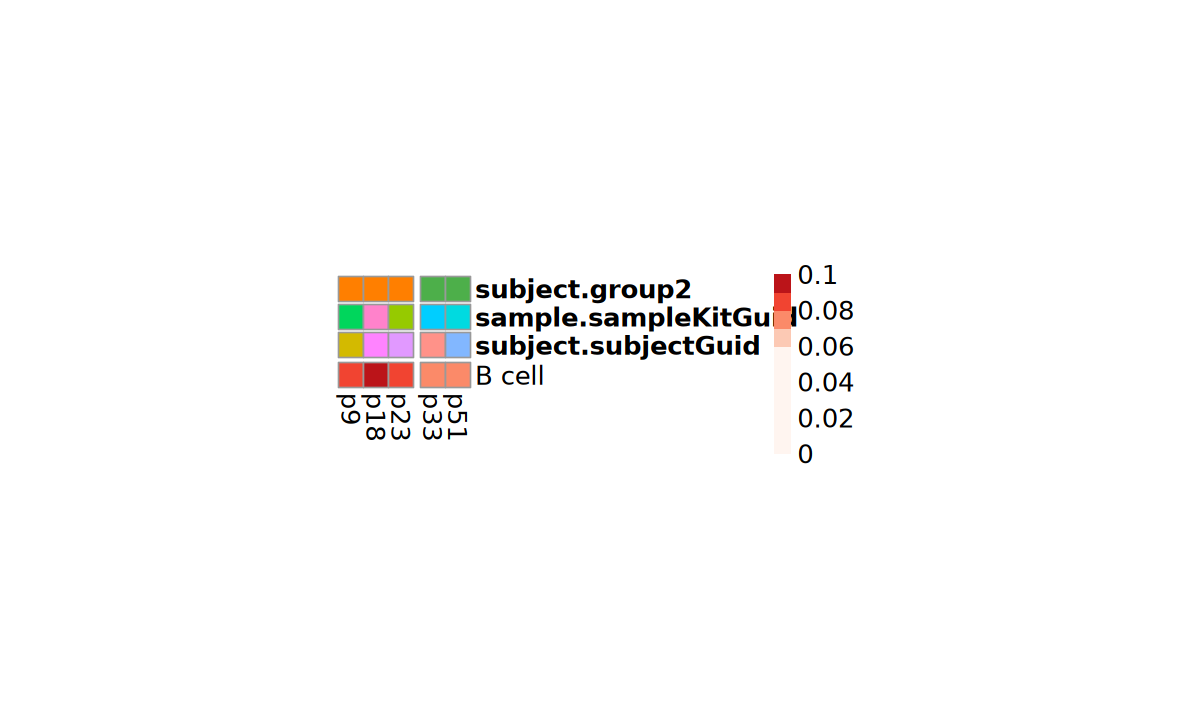 subject.group2
sample.sampleKitGuid
subject.subjectGuid
B cell
p9
p18
p23
p33
p51
0.1
0.08
0.06
0.04
0.02
0